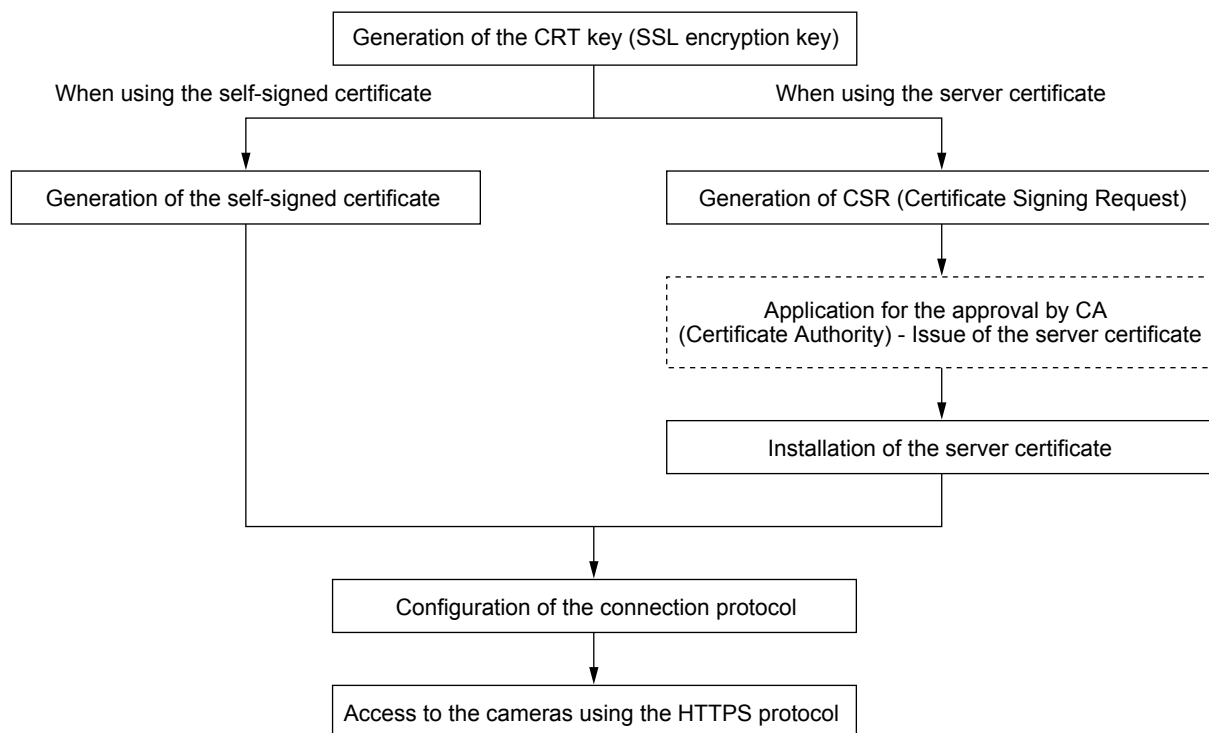 Generation of the CRT key (SSL encryption key)
When using the self-signed certificate
When using the server certificate
Generation of the self-signed certificate
Generation of CSR (Certificate Signing Request)
Application for the approval by CA
(Certificate Authority) - Issue of the server certificate
Installation of the server certificate
Configuration of the connection protocol
Access to the cameras using the HTTPS protocol